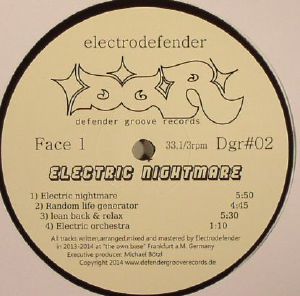 electrodefender
DGR
defender groove records
Face 1 33.1/3rpm Dgr#02
ELECTRIC NIGHTMARE
1) Electric nightmare 5:50
2) Random life generator 4:45
3) lean back & relax 5:30
4) Electric orchestra 1:10
All tracks written,arranged,mixed and mastered by Electrodefender
in 2013-2014 at "the own base" Frankfurt a.M. Germany
Executive producer: Michael Bötzl
Copyright 2014 www.defendergrooverecords.de